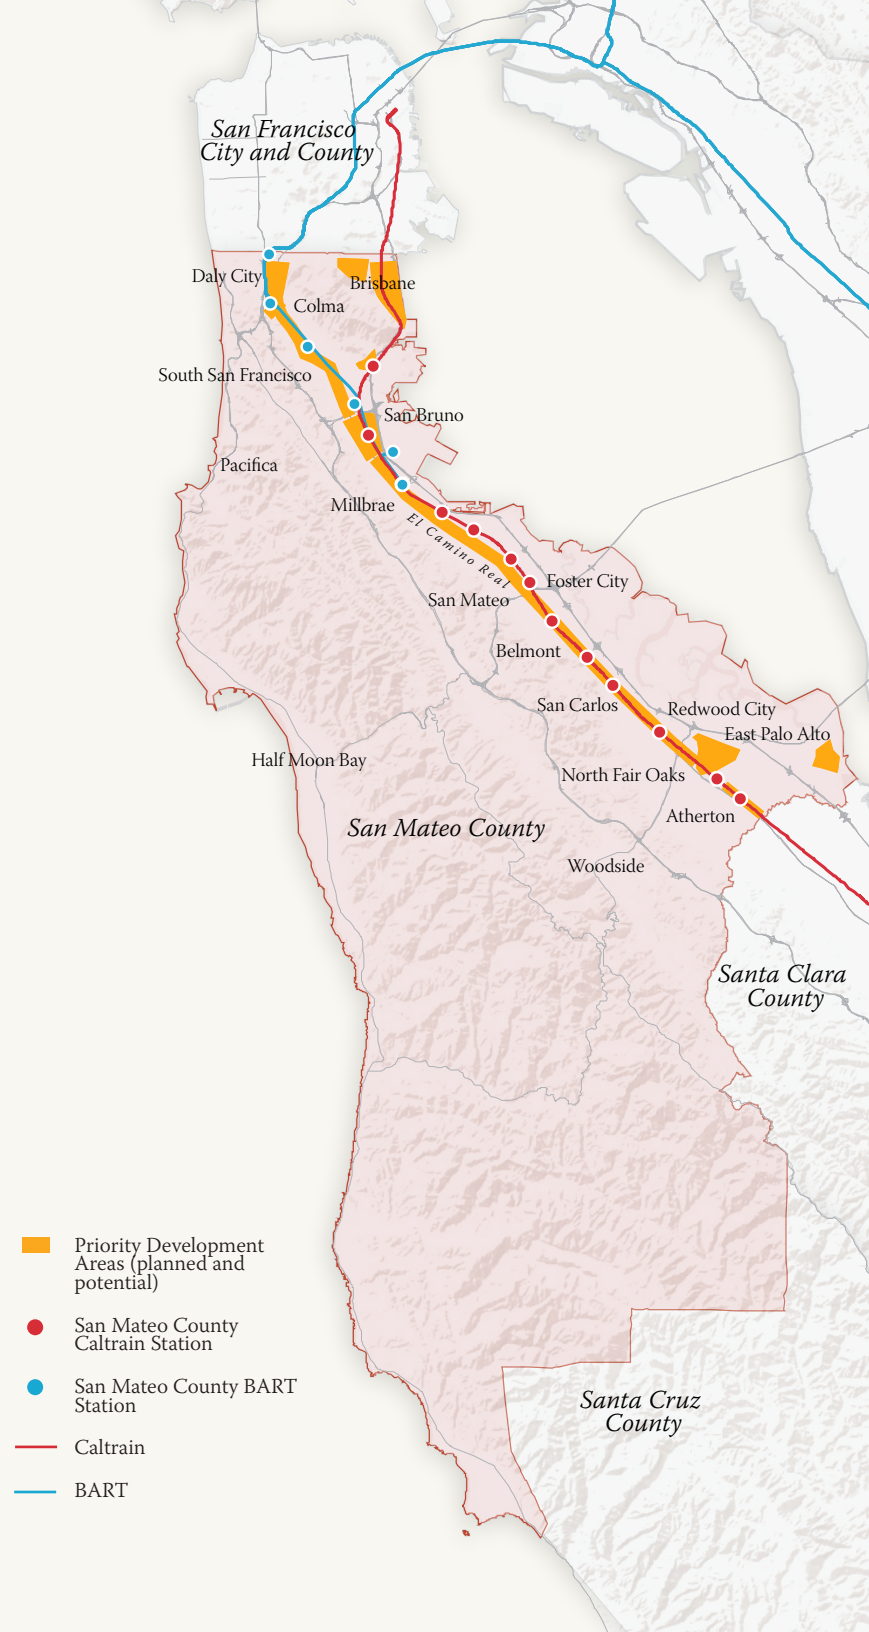 San Francisco
City and County
Daly City
Brisbane
Colma
South San Francisco
San Bruno
Pacifica
Millbrae
El Camino Real
Foster City
San Mateo
Belmont
San Carlos
Redwood City
East Palo Alto
Half Moon Bay
North Fair Oaks
Atherton
San Mateo County
Woodside
Santa Clara
County
Priority Development
Areas (planned and
potential)
San Mateo County
Caltrain Station
San Mateo County BART
Station
Caltrain
BART
Santa Cruz
County